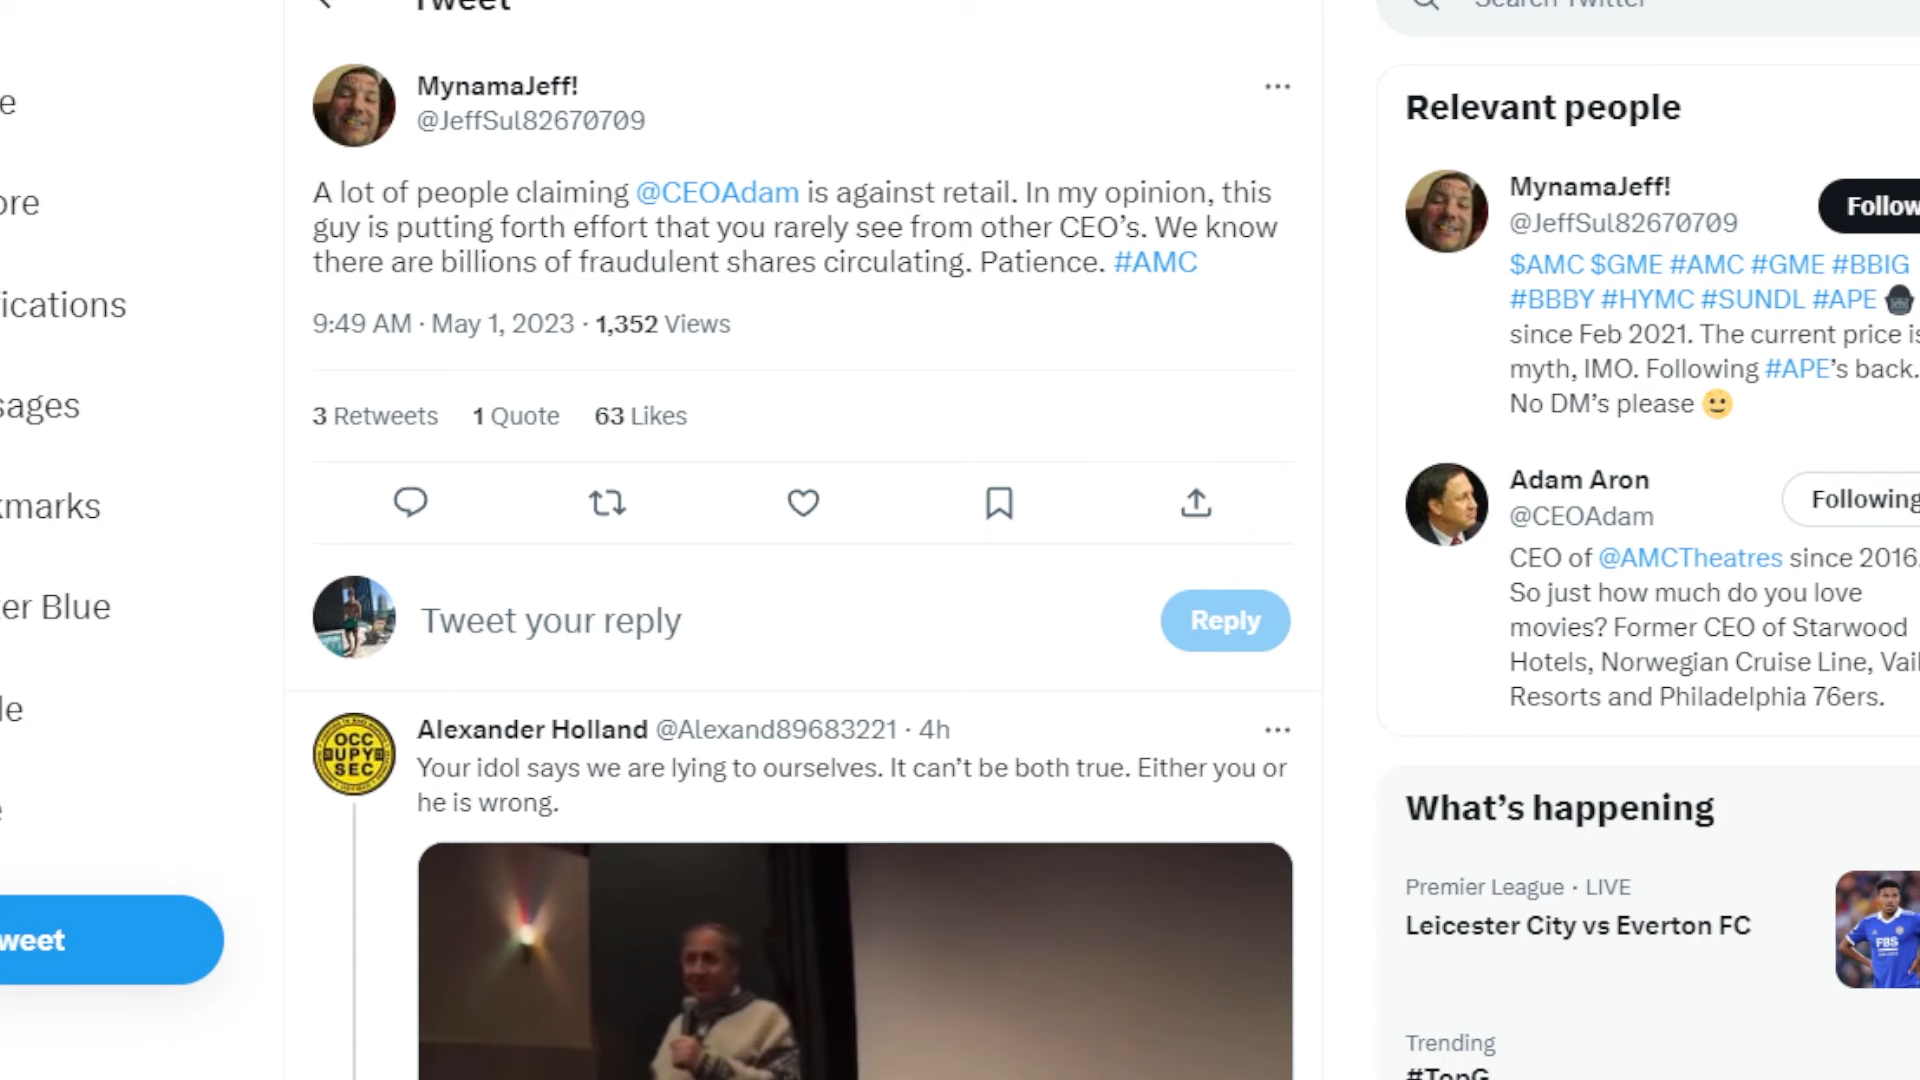 Tweet
Search Twitter
MynamaJeff!
@JeffSul82670709
A lot of people claiming @CEOAdam is against retail. In my opinion, this
guy is putting forth effort that you rarely see from other CEO’s. We know
there are billions of fraudulent shares circulating. Patience. #AMC
9:49 AM · May 1, 2023 · 1,352 Views
3 Retweets 1 Quote 63 Likes
Tweet your reply
Reply
Alexander Holland @Alexand89683221 · 4h
Your idol says we are lying to ourselves. It can’t be both true. Either you or
he is wrong.
OCC
UPY
SEC
e
ore
ications
sages
kmarks
er Blue
le
e
weet
Relevant people
MynamaJeff!
@JeffSul82670709
Follow
$AMC $GME #AMC #GME #BBIG
#BBBY #HYMC #SUNDL #APE 🦍
since Feb 2021. The current price is
myth, IMO. Following #APE’s back.
No DM’s please 🙂
Adam Aron
@CEOAdam
Following
CEO of @AMCTheatres since 2016.
So just how much do you love
movies? Former CEO of Starwood
Hotels, Norwegian Cruise Line, Vail
Resorts and Philadelphia 76ers.
What’s happening
Premier League · LIVE
Leicester City vs Everton FC
FBS
Trending
#TopG